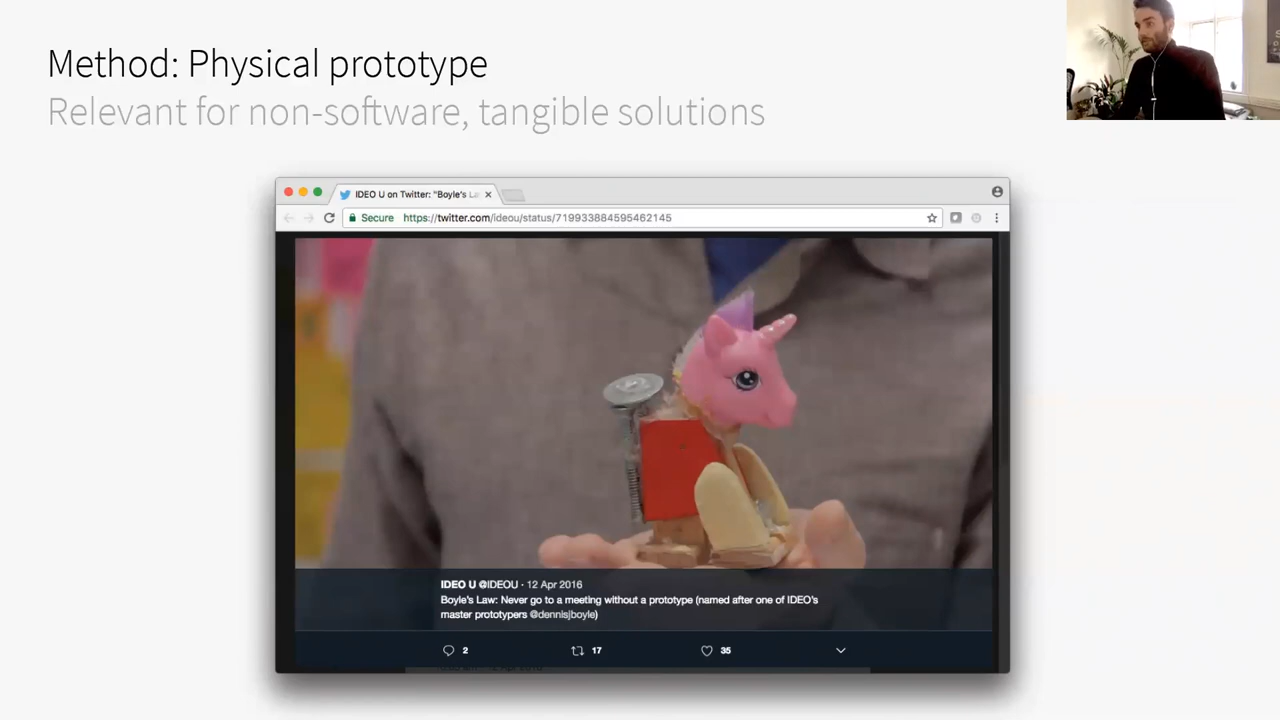 Method: Physical prototype
Relevant for non-software, tangible solutions
IDEO U on Twitter: "Boyle's La
Secure https://twitter.com/ideou/status/719933884595462145
IDEO U @IDEOU · 12 Apr 2016
Boyle's Law: Never go to a meeting without a prototype (named after one of IDEO's
master prototypers @dennisjboyle)
2 17 35